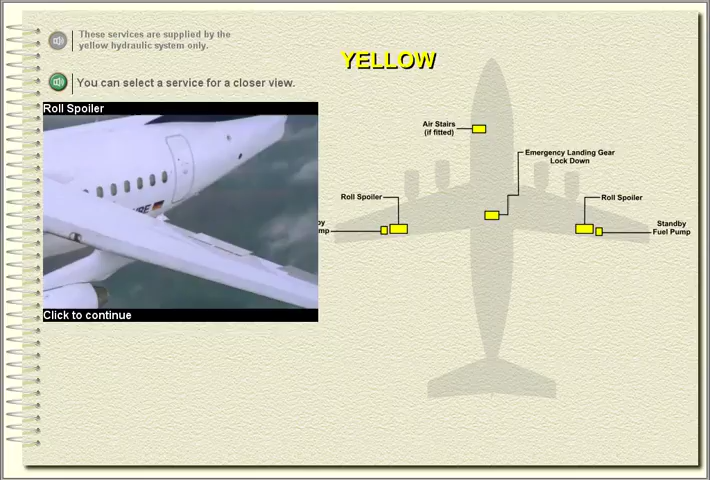 These services are supplied by the
yellow hydraulic system only.
YELLOW
You can select a service for a closer view.
Roll Spoiler
Air Stairs
(if fitted)
Emergency Landing Gear
Lock Down
Roll Spoiler
Roll Spoiler
Standby
Fuel Pump
Click to continue